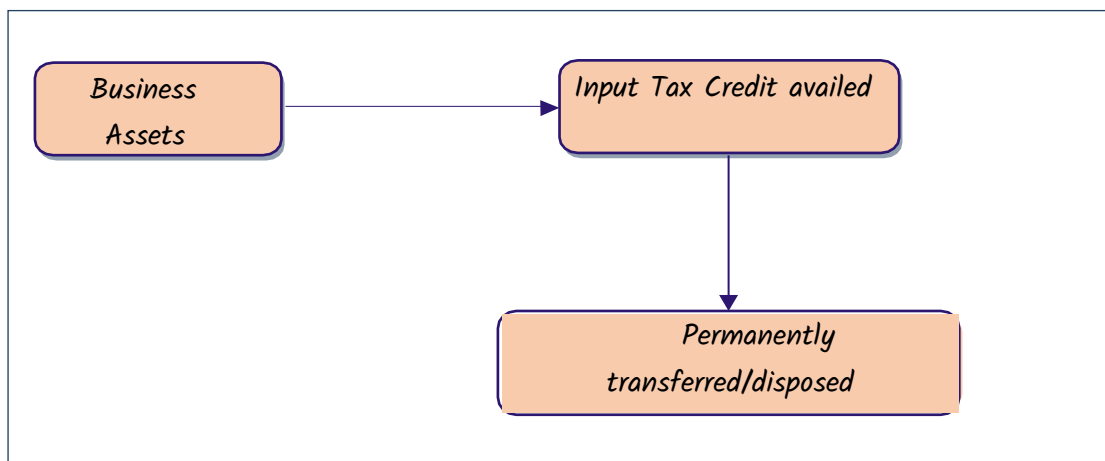 Business
Assets
Input Tax Credit availed
Permanently
transferred/disposed